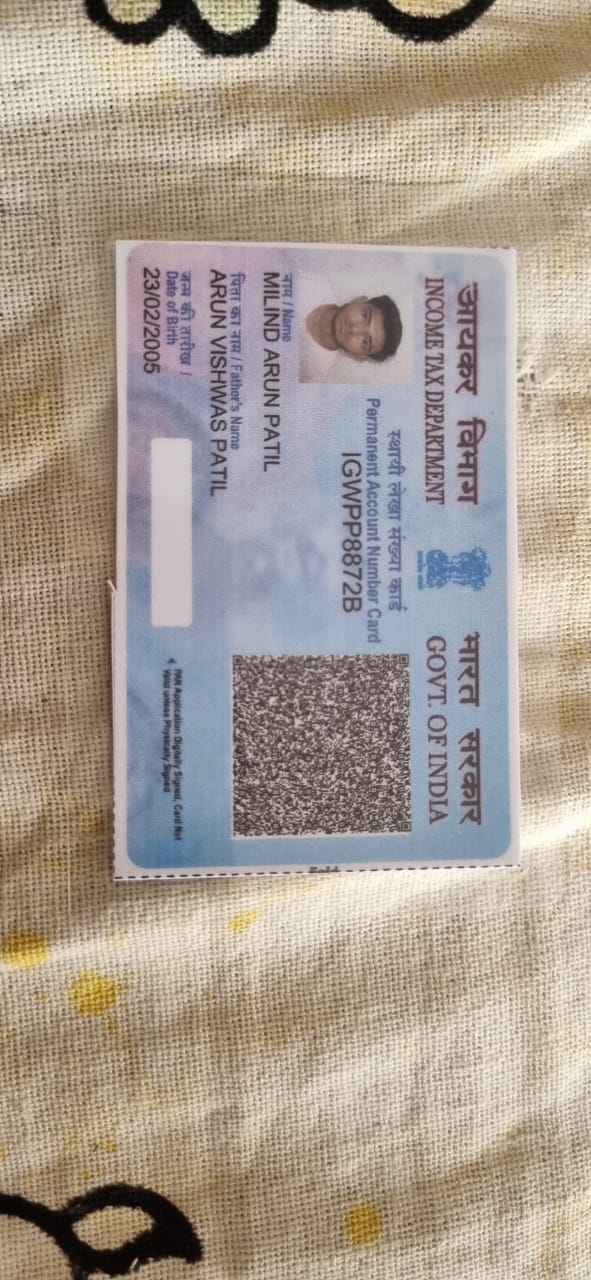 आयकर विभाग
INCOME TAX DEPARTMENT
भारत सरकार
GOVT. OF INDIA
स्थायी लेखा संख्या कार्ड
Permanent Account Number Card
IGWPP8872B
नाम / Name
MILIND ARUN PATIL
पिता का नाम / Father's Name
ARUN VISHWAS PATIL
जन्म की तारीख /
Date of Birth
23/02/2005
PAN Application Digitally Signed, Card Not
Valid unless Physically Signed